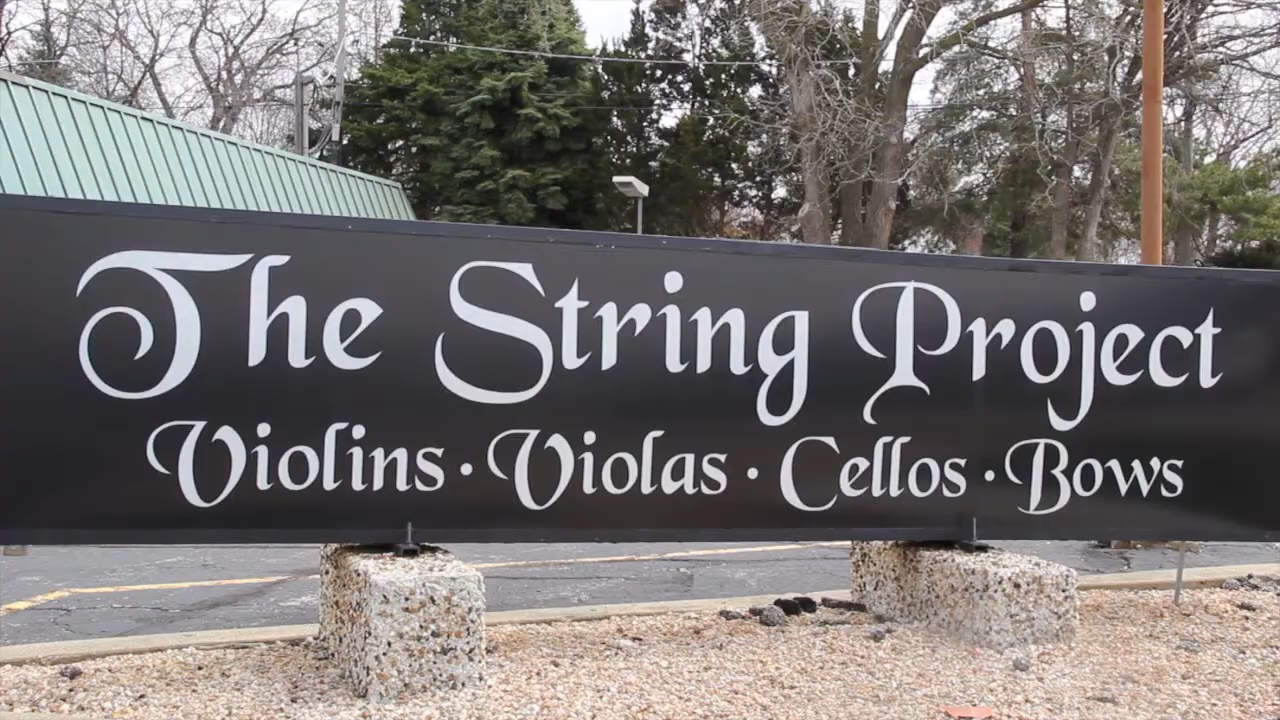 The String Project
Violins · Violas · Cellos · Bows